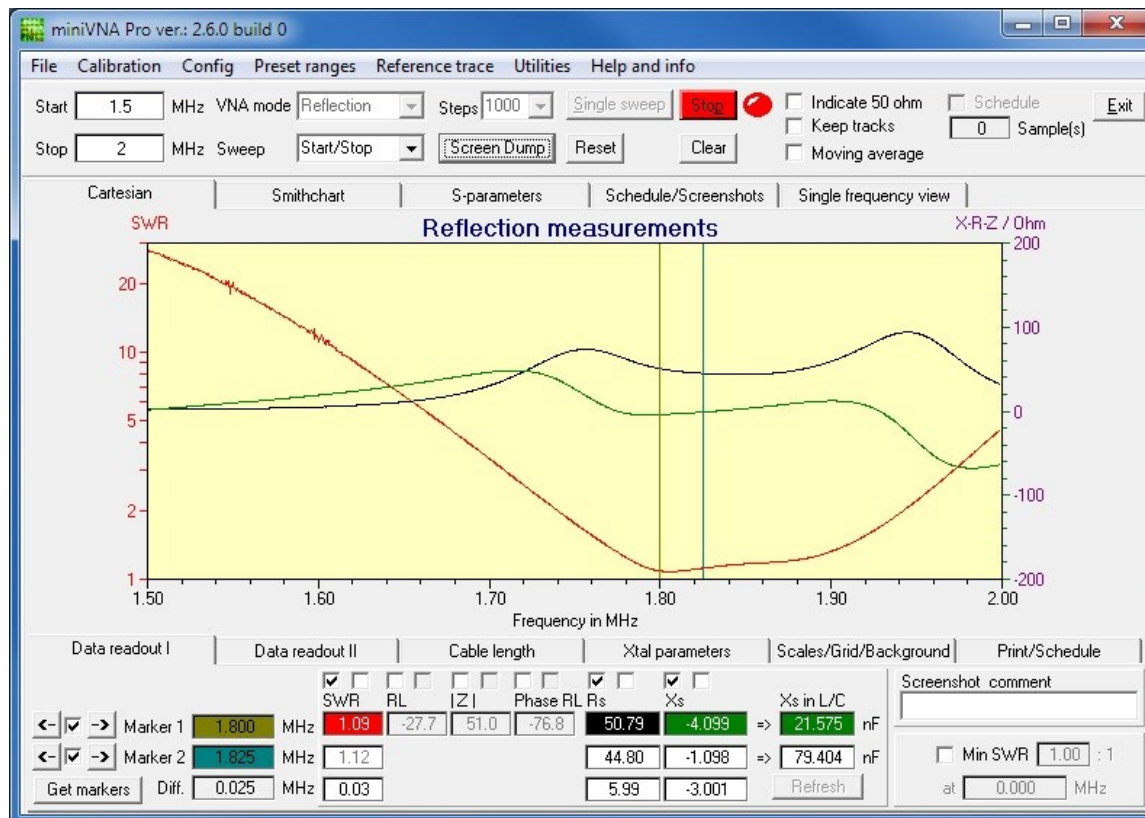 miniVNA Pro ver.: 2.6.0 build 0
File Calibration Config Preset ranges Reference trace Utilities Help and info
Start 1.5 MHz VNA mode Reflection Steps 1000 Single sweep Stop Indicate 50 ohm Schedule Exit
Keep tracks 0 Sample(s)
Stop 2 MHz Sweep Start/Stop Screen Dump Reset Clear Moving average
Cartesian Smithchart S-parameters Schedule/Screenshots Single frequency view
SWR Reflection measurements X-R-Z / Ohm
200
20
100
10
5 0
-100
2
1 -200
1.50 1.60 1.70 1.80 1.90 2.00
Frequency in MHz
Data readout I Data readout II Cable length Xtal parameters Scales/Grid/Background Print/Schedule
SWR RL |Z| Phase RL Rs Xs Xs in L/C Screenshot comment
<- -> Marker 1 1.800 MHz 1.09 -27.7 51.0 -76.8 50.79 -4.099 => 21.575 nF
<- -> Marker 2 1.825 MHz 1.12 44.80 -1.098 => 79.404 nF Min SWR 1.00 : 1
Get markers Diff. 0.025 MHz 0.03 5.99 -3.001 Refresh at 0.000 MHz